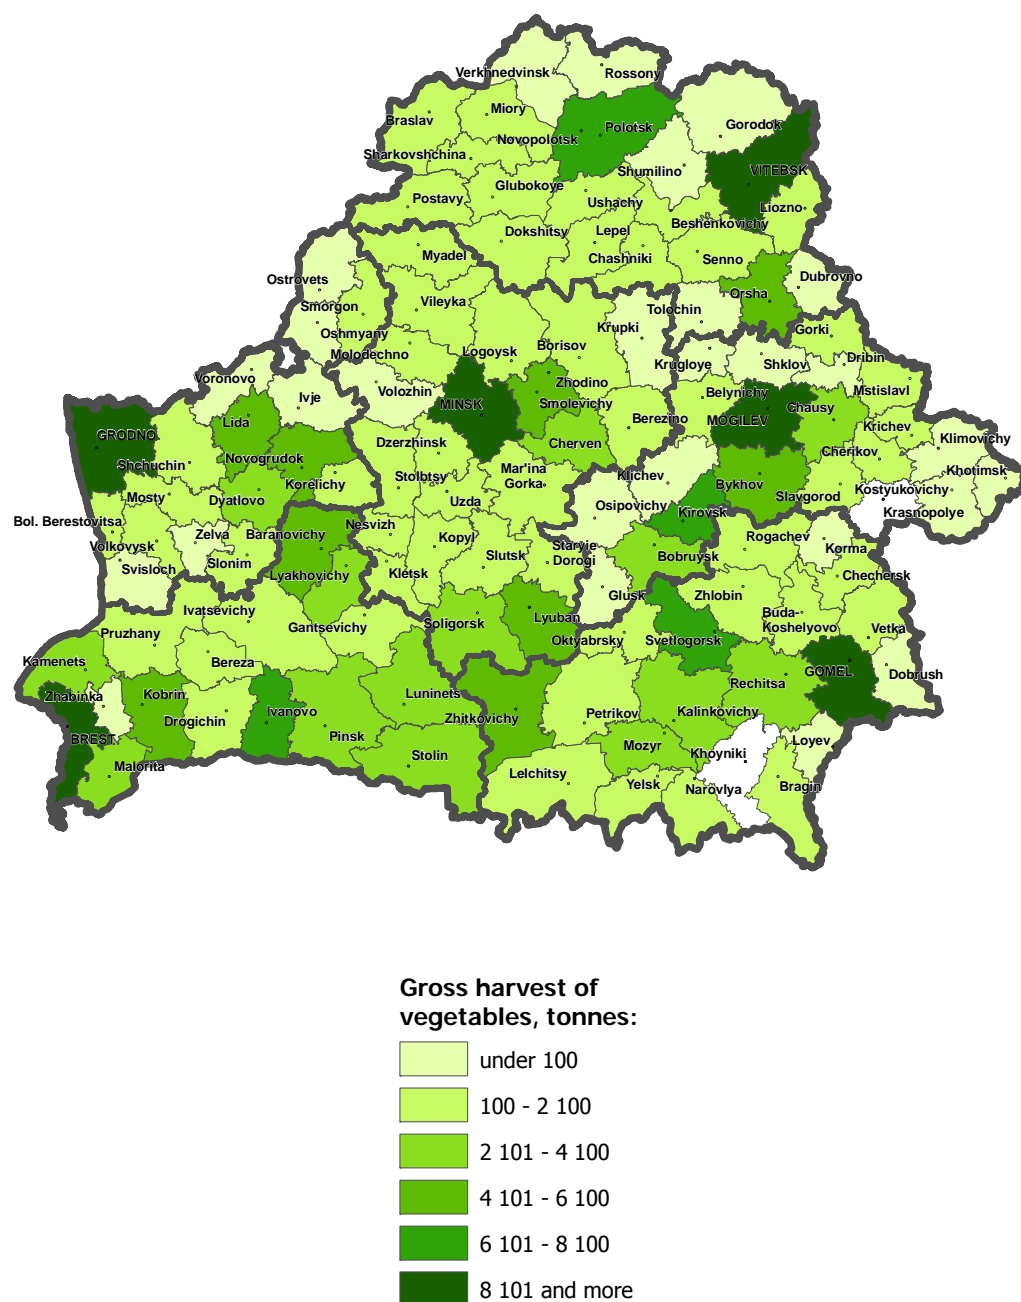 Verkhnedvinsk
Rossony
Braslav
Miory
Novopolotsk
Polotsk
Gorodok
Sharkovshchina
Shumilino
VITEBSK
Postavy
Glubokoye
Ushachy
Liozno
Beshenkovichy
Dokshitsy
Lepel
Chashniki
Senno
Myadel
Ostrovets
Dubrovno
Orsha
Smorgon
Vileyka
Tolochin
Oshmyany
Krupki
Gorki
Molodechno
Logoysk
Borisov
Krugloye
Shklov
Dribin
Voronovo
Ivje
Volozhin
Zhodino
Smolevichy
Belynichy
Mstislavl
MINSK
MOGILEV
Chausy
Lida
Berezino
Krichev
GRODNO
Dzerzhinsk
Cherven
Klimovichy
Cherikov
Shchuchin
Novogrudok
Mar'ina
Gorka
Khotimsk
Korelichy
Stolbtsy
Klichev
Bykhov
Kostyukovichy
Mosty
Dyatlovo
Uzda
Osipovichy
Slavgorod
Krasnopolye
Bol. Berestovitsa
Nesvizh
Kirovsk
Zelva
Baranovichy
Kopyl
Rogachev
Volkovysk
Staryie
Dorogi
Korma
Svisloch
Slonim
Slutsk
Bobruysk
Lyakhovichy
Kletsk
Chechersk
Glusk
Zhlobin
Ivatsevichy
Buda-
Koshelyovo
Gantsevichy
Soligorsk
Lyuban
Pruzhany
Oktyabrsky
Svetlogorsk
Vetka
Kamenets
Bereza
GOMEL
Dobrush
Zhabinka
Kobrin
Luninets
Rechitsa
Drogichin
Ivanovo
Zhitkovichy
Petrikov
Kalinkovichy
BREST
Pinsk
Mozyr
Loyev
Malorita
Stolin
Khoyniki
Lelchitsy
Yelsk
Narovlya
Bragin
Gross harvest of
vegetables, tonnes:
under 100
100 - 2 100
2 101 - 4 100
4 101 - 6 100
6 101 - 8 100
8 101 and more